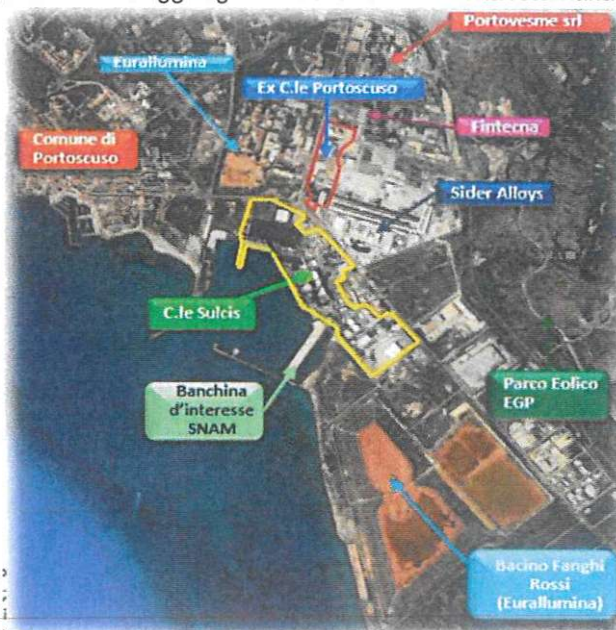 Portovesme srl
Eurallumina
Ex C.le Portoscuso
Fintecna
Comune di
Portoscuso
Sider Alloys
C.le Sulcis
Banchina
d'interesse
SNAM
Parco Eolico
EGP
Bacino Fanghi
Rossi
(Eurallumina)